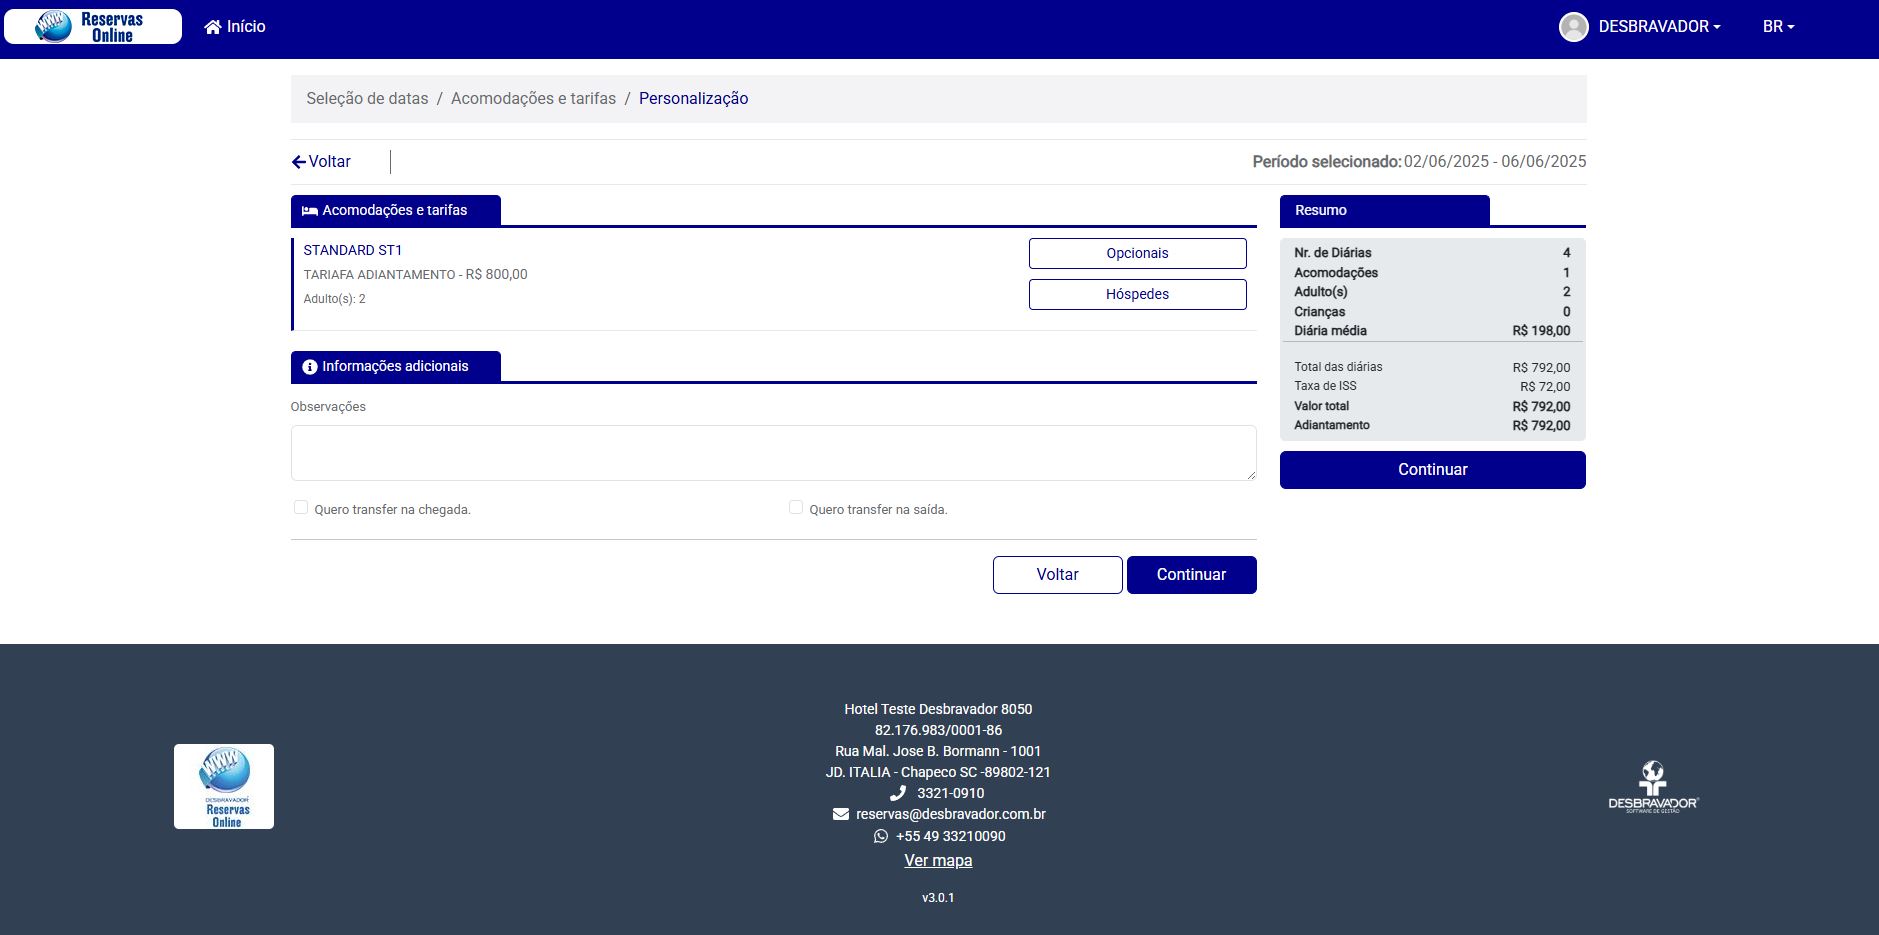 WWW Reservas Online
Início
DESBRAVADOR
BR
Seleção de datas / Acomodações e tarifas / Personalização
Voltar
Período selecionado: 02/06/2025 - 06/06/2025
Acomodações e tarifas
STANDARD ST1
TARIAFA ADIANTAMENTO - R$ 800,00
Adulto(s): 2
Opcionais
Hóspedes
Informações adicionais
Observações
Quero transfer na chegada.
Quero transfer na saída.
Voltar
Continuar
Resumo
Nr. de Diárias 4
Acomodações 1
Adulto(s) 2
Crianças 0
Diária média R$ 198,00
Total das diárias R$ 792,00
Taxa de ISS R$ 72,00
Valor total R$ 792,00
Adiantamento R$ 792,00
Continuar
WWW
DESBRAVADOR
Reservas
Online
Hotel Teste Desbravador 8050
82.176.983/0001-86
Rua Mal. Jose B. Bormann - 1001
JD. ITALIA - Chapeco SC -89802-121
3321-0910
reservas@desbravador.com.br
+55 49 33210090
Ver mapa
v3.0.1
DESBRAVADOR®
SOFTWARE DE GESTÃO